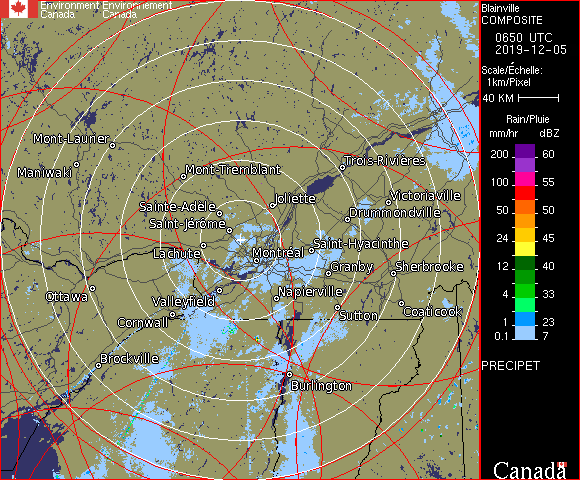 Environment Environnement
Canada Canada
Blainville
COMPOSITE
0650 UTC
2019-12-05
Scale/Échelle:
1km/Pixel
40 KM
Rain/Pluie
mm/hr dBZ
200 60
150 57
100 55
50 50
24 45
12 40
4 33
1 23
0.1 7
PRECIPET
Mont-Laurier
Maniwaki
Mont-Tremblant
Trois-Rivières
Joliette
Victoriaville
Sainte-Adèle
Drummondville
Saint-Jérôme
Saint-Hyacinthe
Lachute
Montréal
Granby
Sherbrooke
Ottawa
Valleyfield
Napierville
Cornwall
Sutton
Coaticook
Brockville
Burlington
Canada